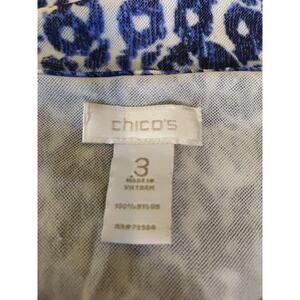 chico's
.3
MADE IN
VIETNAM
100% NYLON